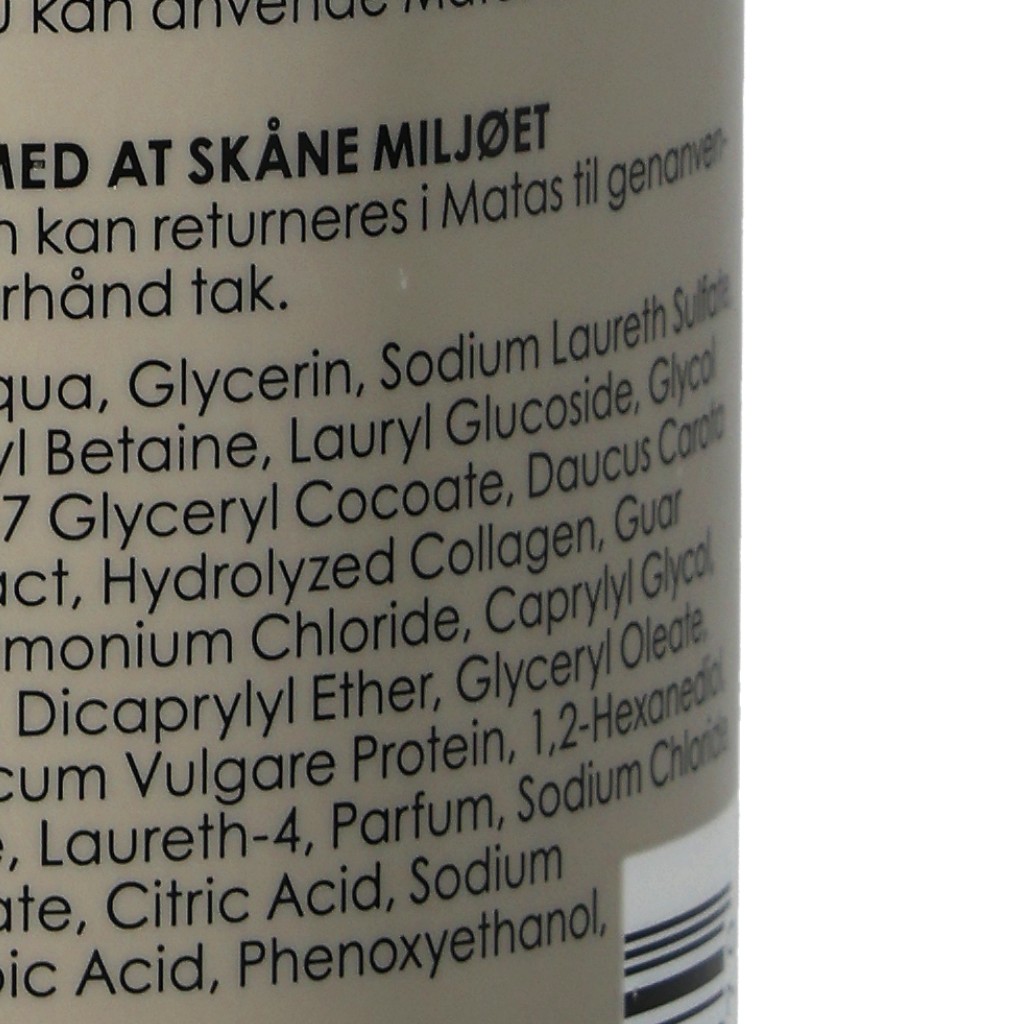 kan anvende
MED AT SKÅNE MILJØET
kan returneres i Matas til genanven-
rhånd tak.
qua, Glycerin, Sodium Laureth Sulfate,
yl Betaine, Lauryl Glucoside, Glycol
7 Glyceryl Cocoate, Daucus Carota
act, Hydrolyzed Collagen, Guar
monium Chloride, Caprylyl Glycol,
Dicaprylyl Ether, Glyceryl Oleate,
cum Vulgare Protein, 1,2-Hexanediol,
e, Laureth-4, Parfum, Sodium Chloride
ate, Citric Acid, Sodium
bic Acid, Phenoxyethanol,